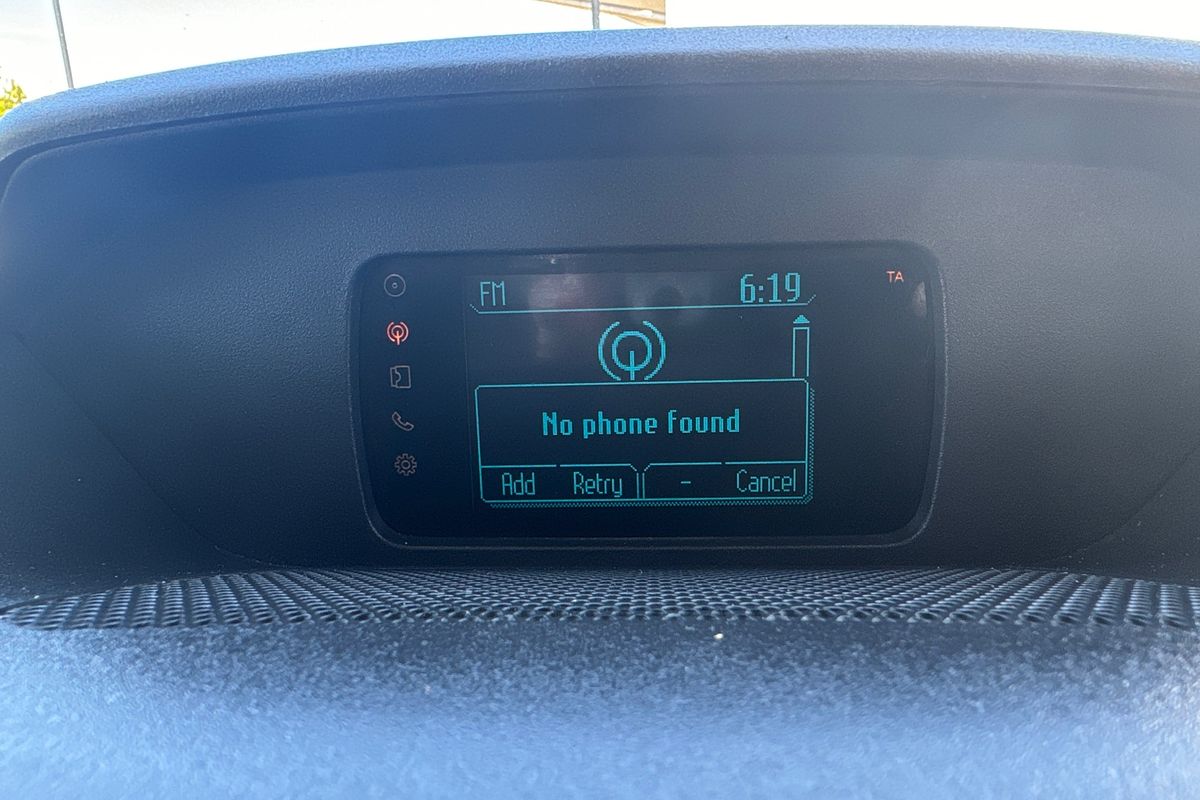 FM 6:19 TA
No phone found
Add Retry - Cancel